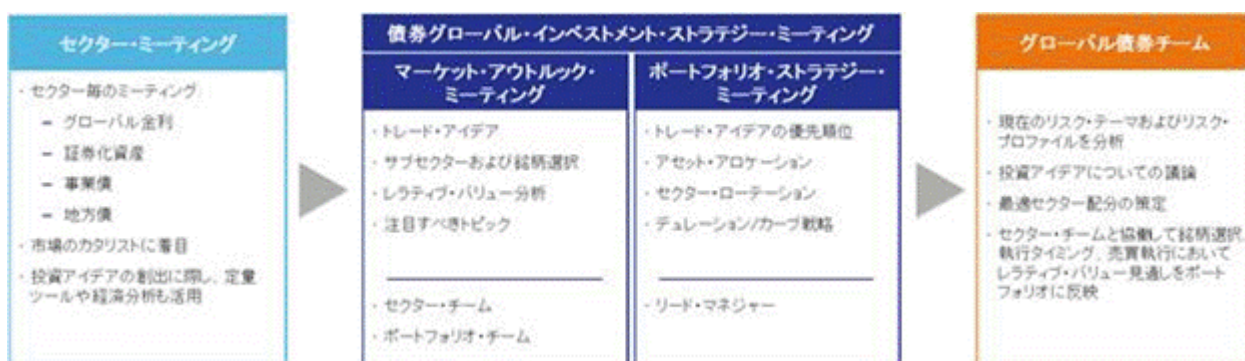 セクター・ミーティング
・セクター毎のミーティング
– グローバル金利
– 証券化資産
– 事業債
– 地方債
・市場のカタリストに着目
・投資アイデアの創出に際し、定量
ツールや経済分析も活用
債券グローバル・インベストメント・ストラテジー・ミーティング
マーケット・アウトルック・
ミーティング
・トレード・アイデア
・サブセクターおよび銘柄選択
・レラティブ・バリュー分析
・注目すべきトピック
・セクター・チーム
・ポートフォリオ・チーム
ポートフォリオ・ストラテジー・
ミーティング
・トレード・アイデアの優先順位
・アセット・アロケーション
・セクター・ローテーション
・デュレーション/カーブ戦略
・リード・マネジャー
グローバル債券チーム
・現在のリスク・テーマおよびリスク・
プロファイルを分析
・投資アイデアについての議論
・最適セクター配分の策定
・セクター・チームと協働して銘柄選択、
執行タイミング、売買執行において
レラティブ・バリュー見通しをポート
フォリオに反映